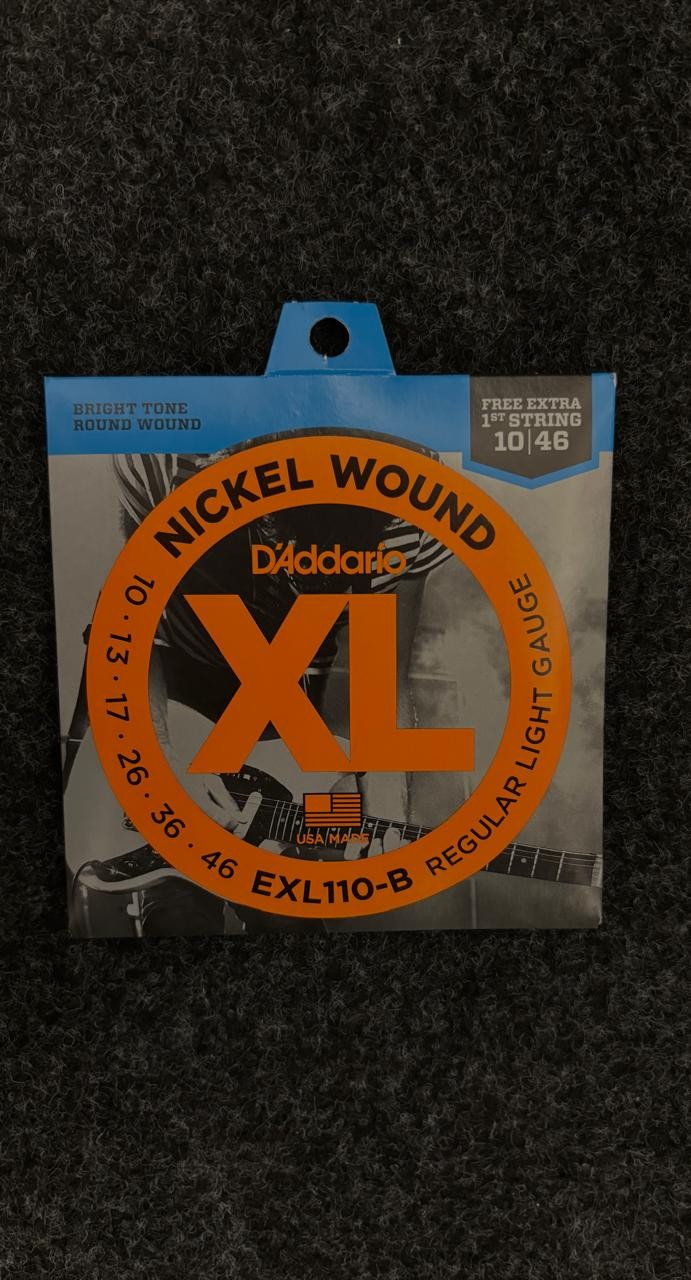 BRIGHT TONE
ROUND WOUND
FREE EXTRA
1ST STRING
10|46
NICKEL WOUND
D'Addario
XL
10 · 13 · 17 · 26 · 36 · 46
REGULAR LIGHT GAUGE
USA MADE
EXL110-B